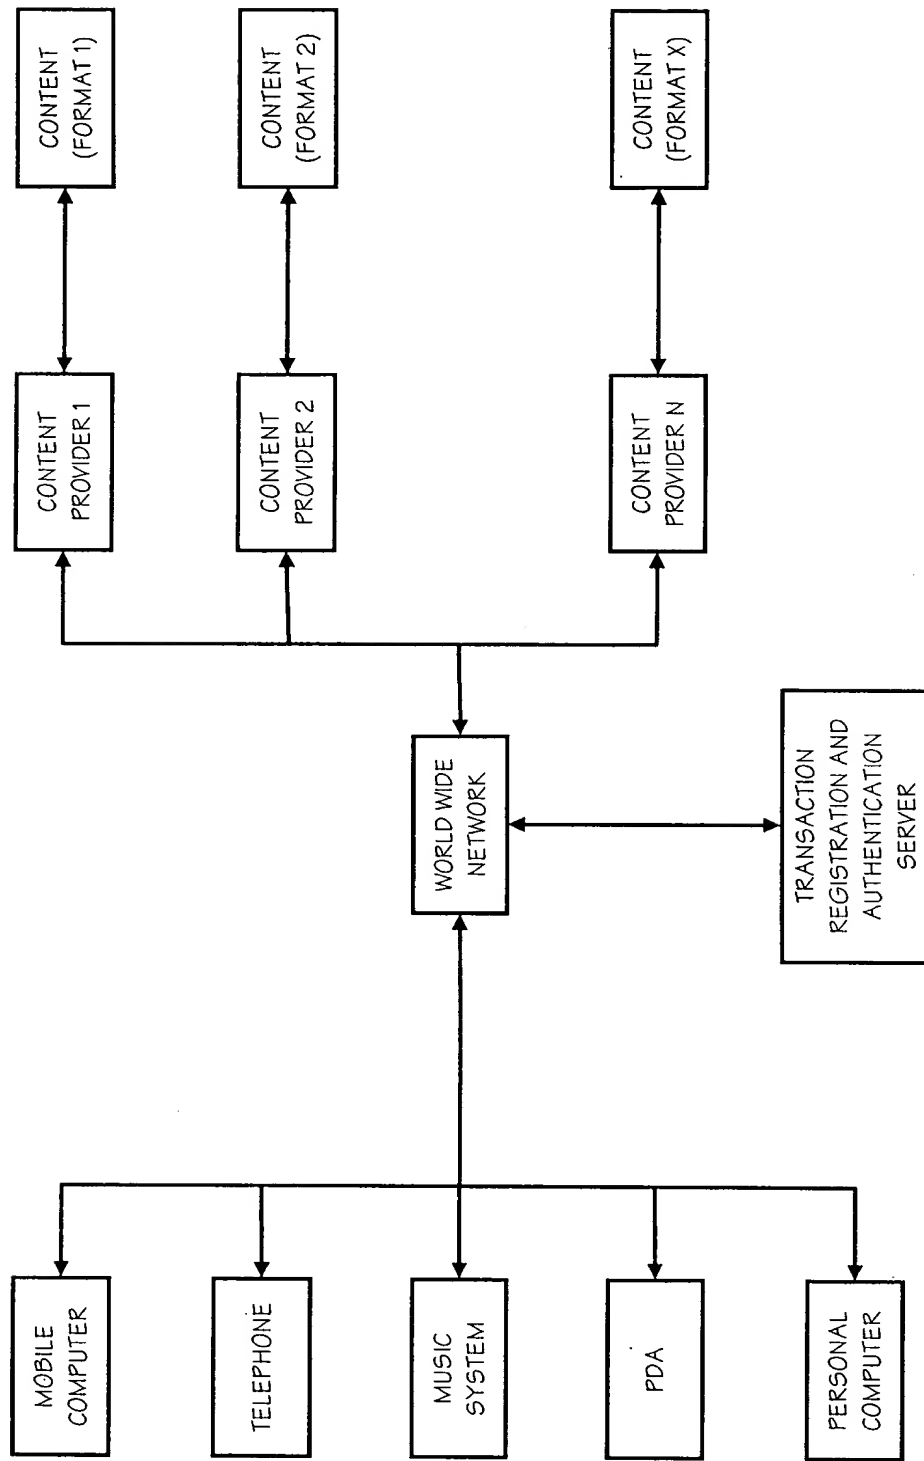 MOBILE
COMPUTER
TELEPHONE
MUSIC
SYSTEM
PDA
PERSONAL
COMPUTER
WORLD WIDE
NETWORK
TRANSACTION
REGISTRATION AND
AUTHENTICATION
SERVER
CONTENT
PROVIDER 1
CONTENT
PROVIDER 2
CONTENT
PROVIDER N
CONTENT
(FORMAT 1)
CONTENT
(FORMAT 2)
CONTENT
(FORMAT X)